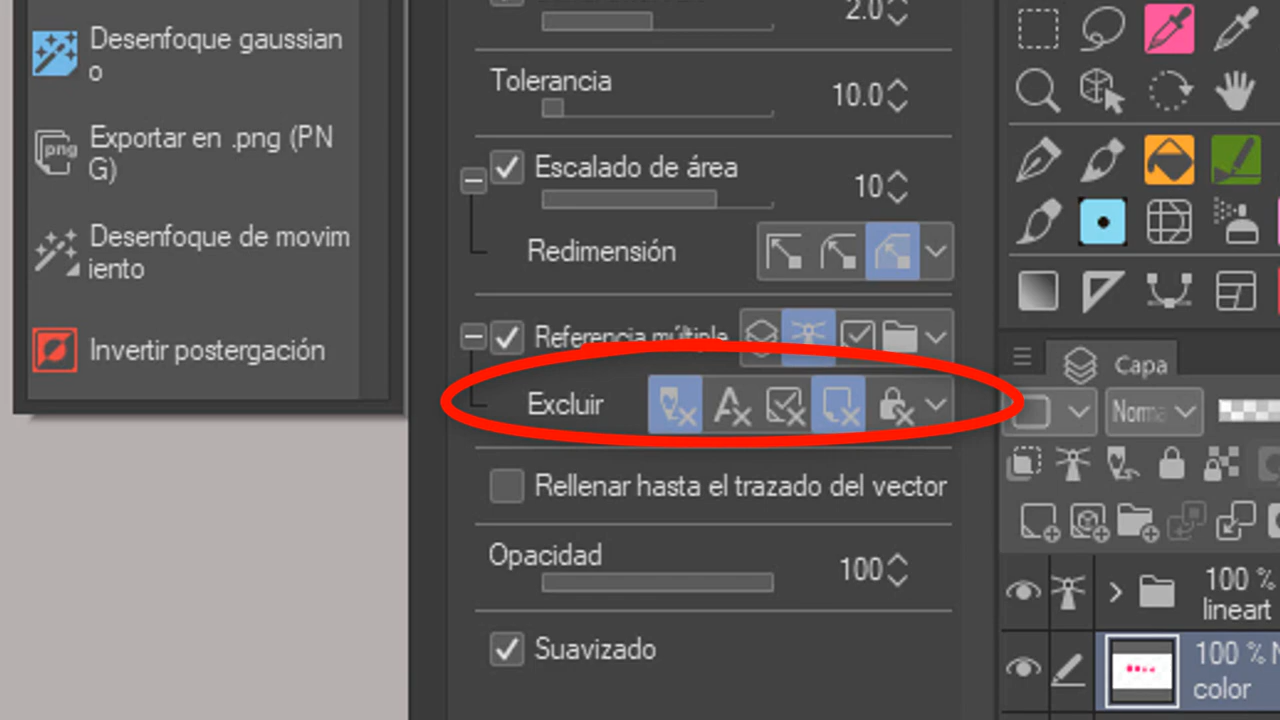 Desenfoque gaussian
o
png
Exportar en .png (PN
G)
Desenfoque de movim
iento
Invertir postergación
2.0
Tolerancia
10.0
Escalado de área
10
Redimensión
Referencia múltiple
Excluir
Rellenar hasta el trazado del vector
Opacidad
100
Suavizado
Capa
Norma
100 %
lineart
100 % N
color